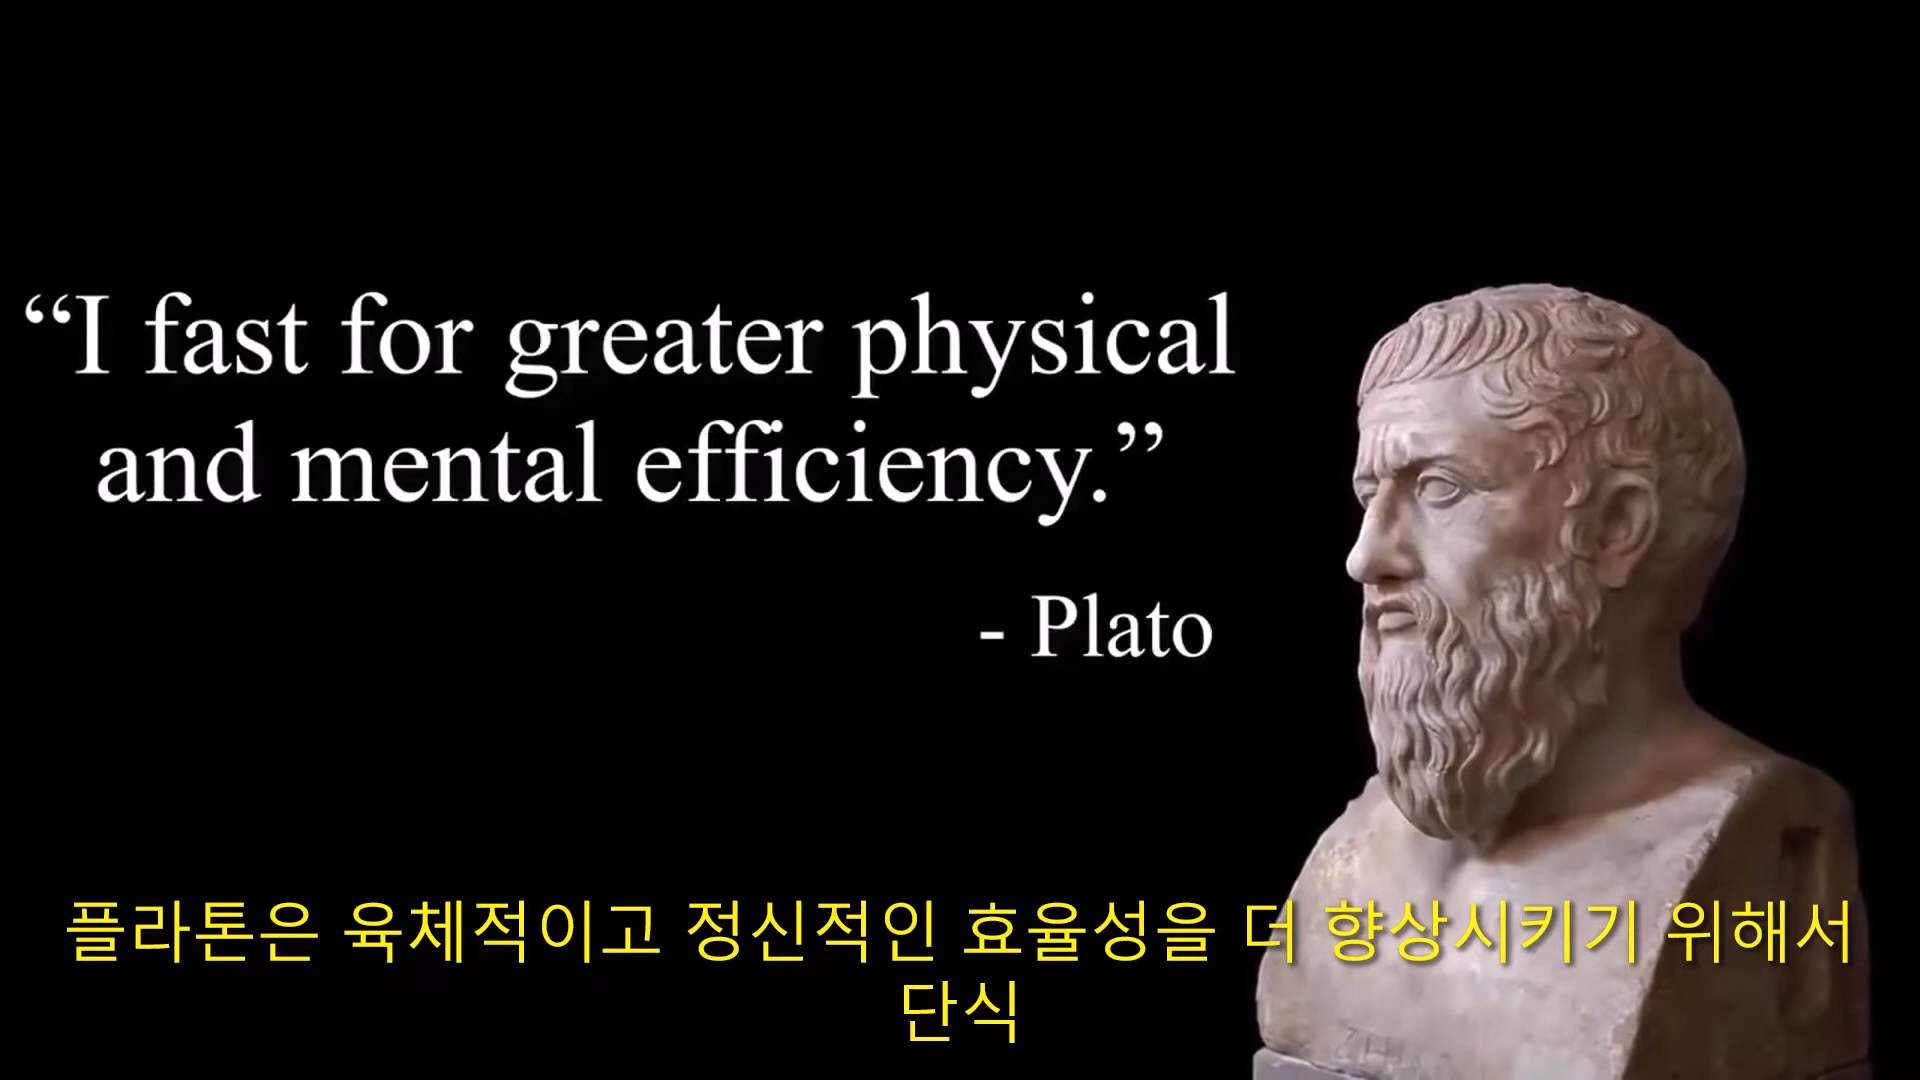 “I fast for greater physical
and mental efficiency.”
- Plato
플라톤은 육체적이고 정신적인 효율성을 더 향상시키기 위해서
단식